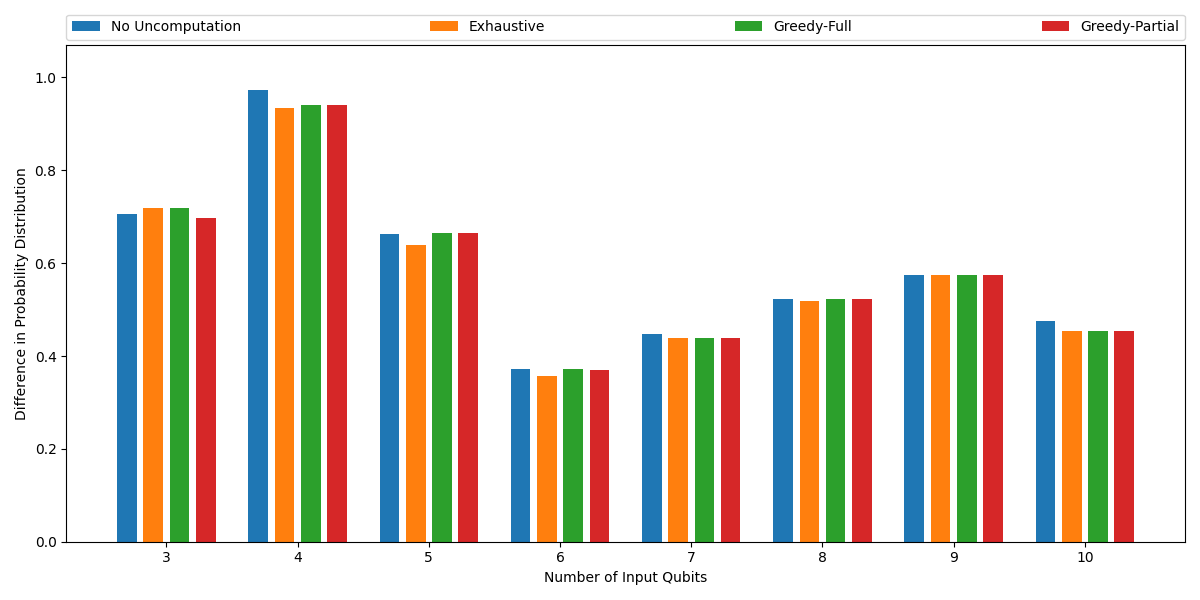 No Uncomputation Exhaustive Greedy-Full Greedy-Partial
Difference in Probability Distribution
1.0
0.8
0.6
0.4
0.2
0.0
3 4 5 6 7 8 9 10
Number of Input Qubits